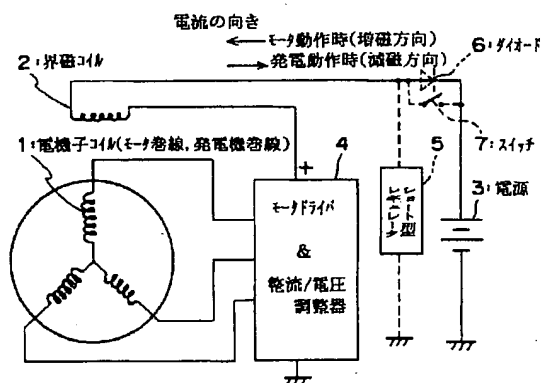 電流の向き
モータ動作時(増磁方向)
発電動作時(減磁方向)
6:ダイオード
2:界磁コイル
7:スイッチ
1:電機子コイル(モータ巻線,発電機巻線)
4
5
3:電源
+
モータドライバ
&
整流/電圧
調整器
ショート型
レギュレータ